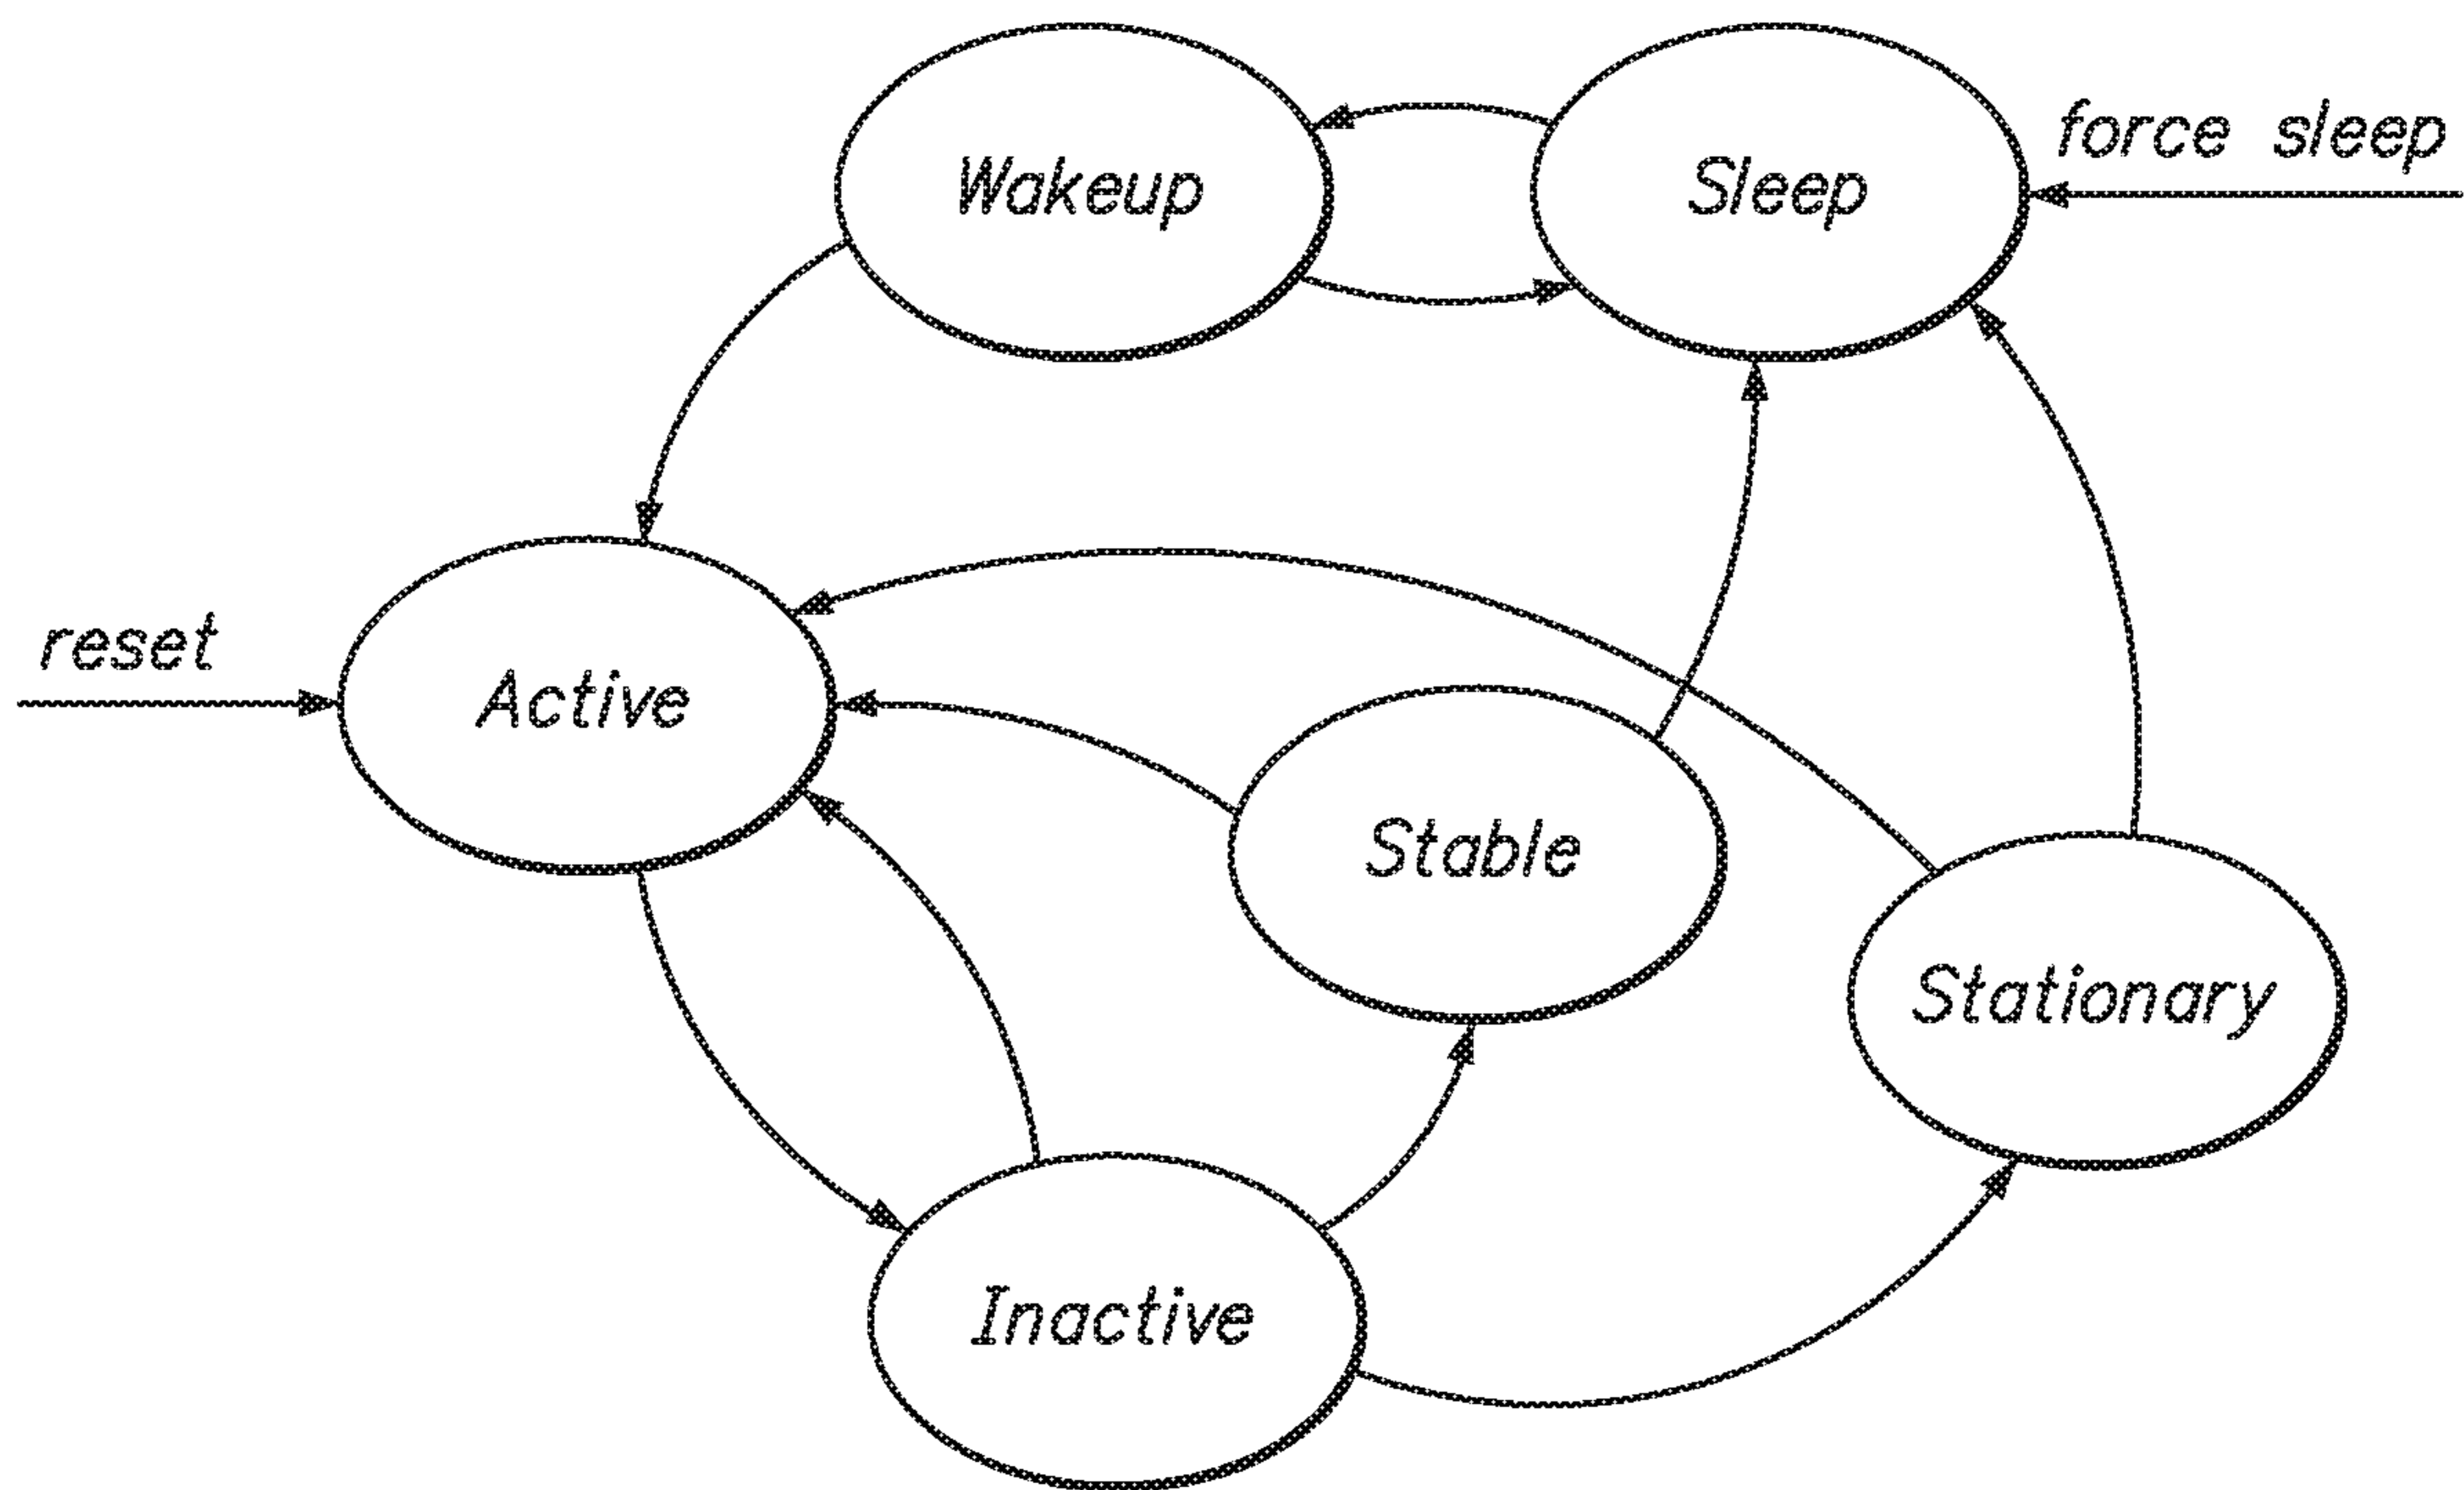 force sleep
Wakeup
Sleep
reset
Active
Stable
Stationary
Inactive